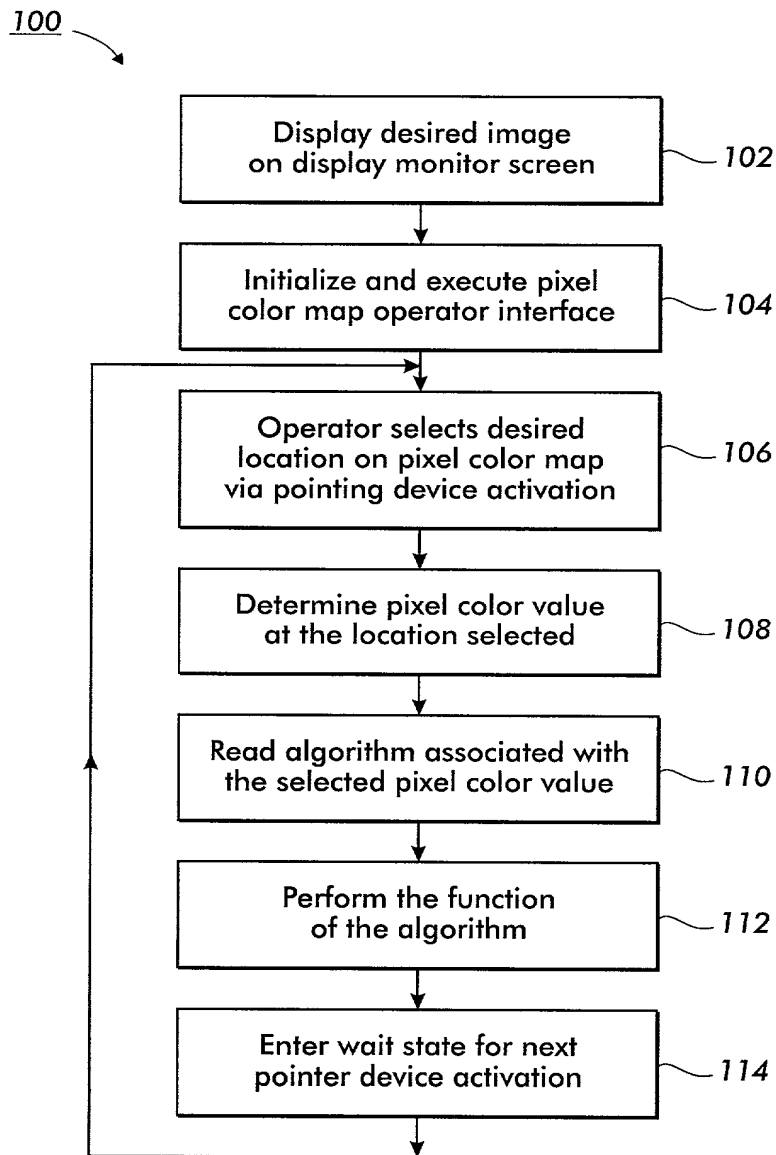 100
Display desired image
on display monitor screen
102
Initialize and execute pixel
color map operator interface
104
Operator selects desired
location on pixel color map
via pointing device activation
106
Determine pixel color value
at the location selected
108
Read algorithm associated with
the selected pixel color value
110
Perform the function
of the algorithm
112
Enter wait state for next
pointer device activation
114